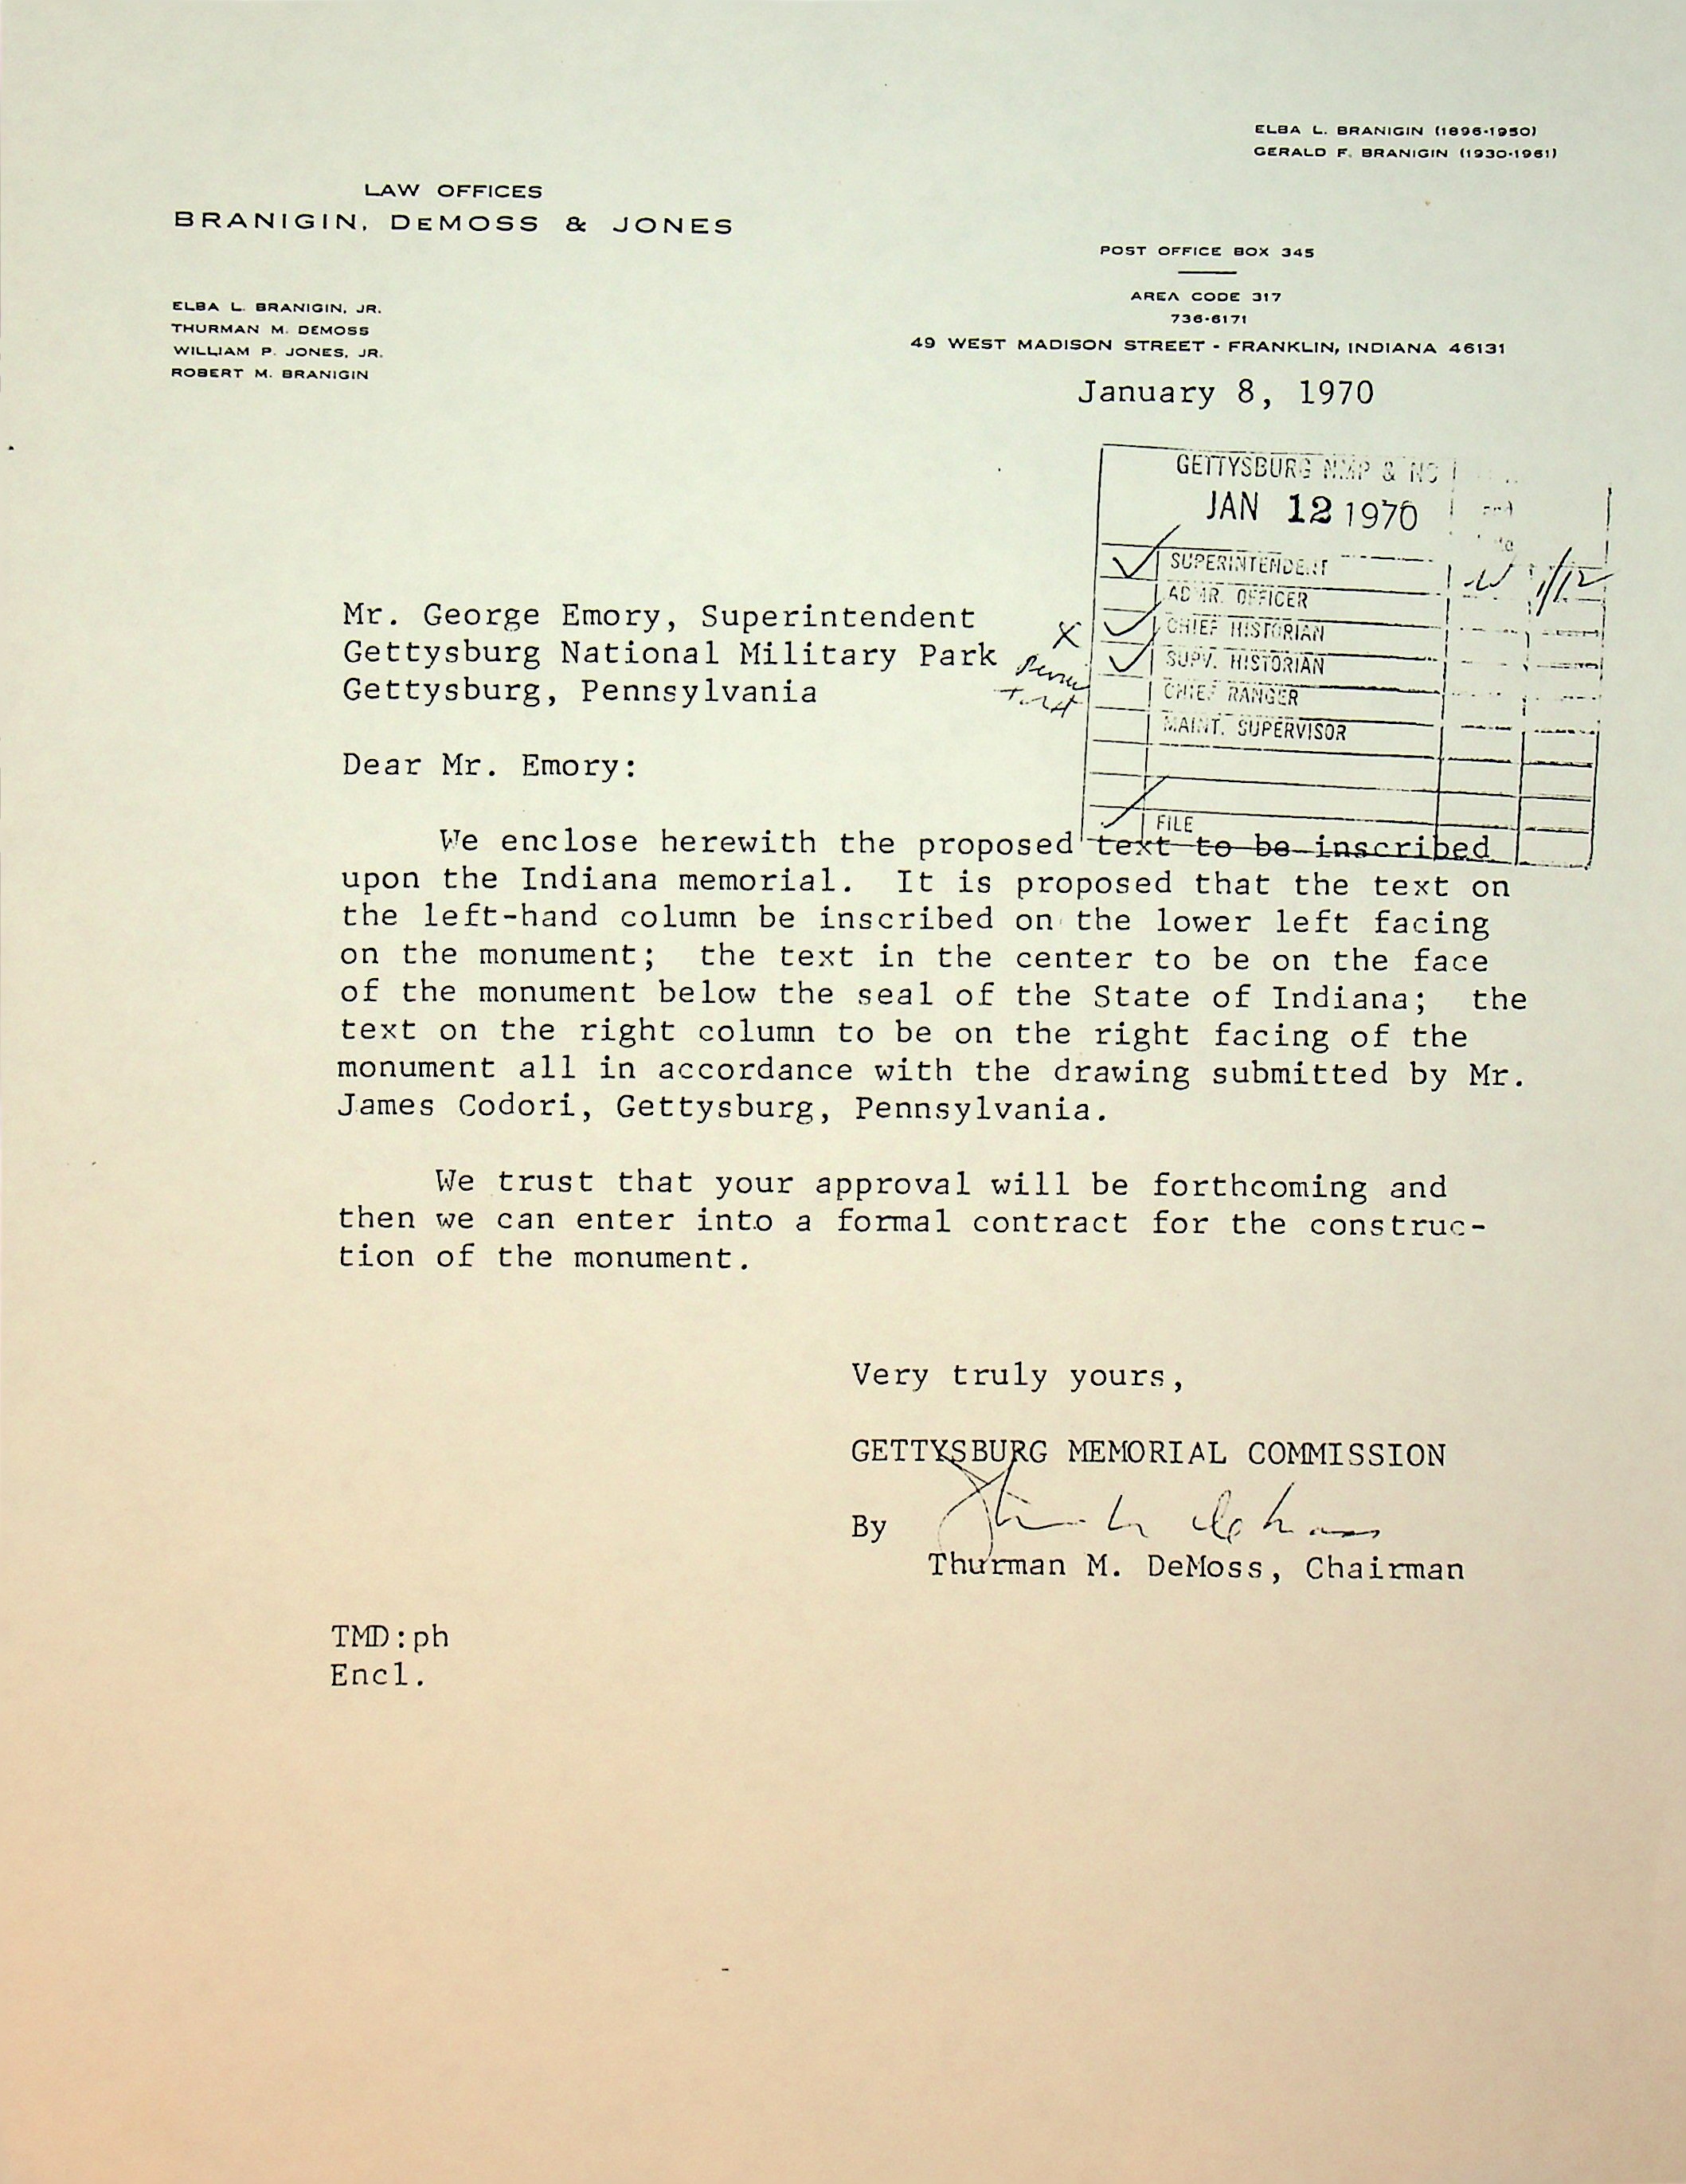 ELBA L. BRANIGIN (1896-1950)
GERALD F. BRANIGIN (1930-1961)
LAW OFFICES
BRANIGIN, DEMOSS & JONES
ELBA L. BRANIGIN, JR.
THURMAN M. DEMOSS
WILLIAM P. JONES, JR.
ROBERT M. BRANIGIN
POST OFFICE BOX 345
AREA CODE 317
736-6171
49 WEST MADISON STREET - FRANKLIN, INDIANA 46131
January 8, 1970
GETTYSBURG NMP & NC
JAN 12 1970
SUPERINTENDENT 1/12
ADMR. OFFICER
CHIEF HISTORIAN
SUPV. HISTORIAN
CHIEF RANGER
MAINT. SUPERVISOR
FILE
X
Mr. George Emory, Superintendent
Gettysburg National Military Park
Gettysburg, Pennsylvania
Dear Mr. Emory:
We enclose herewith the proposed text to be inscribed
upon the Indiana memorial. It is proposed that the text on
the left-hand column be inscribed on the lower left facing
on the monument; the text in the center to be on the face
of the monument below the seal of the State of Indiana; the
text on the right column to be on the right facing of the
monument all in accordance with the drawing submitted by Mr.
James Codori, Gettysburg, Pennsylvania.
We trust that your approval will be forthcoming and
then we can enter into a formal contract for the construc-
tion of the monument.
Very truly yours,
GETTYSBURG MEMORIAL COMMISSION
By
Thurman M. DeMoss, Chairman
TMD:ph
Encl.